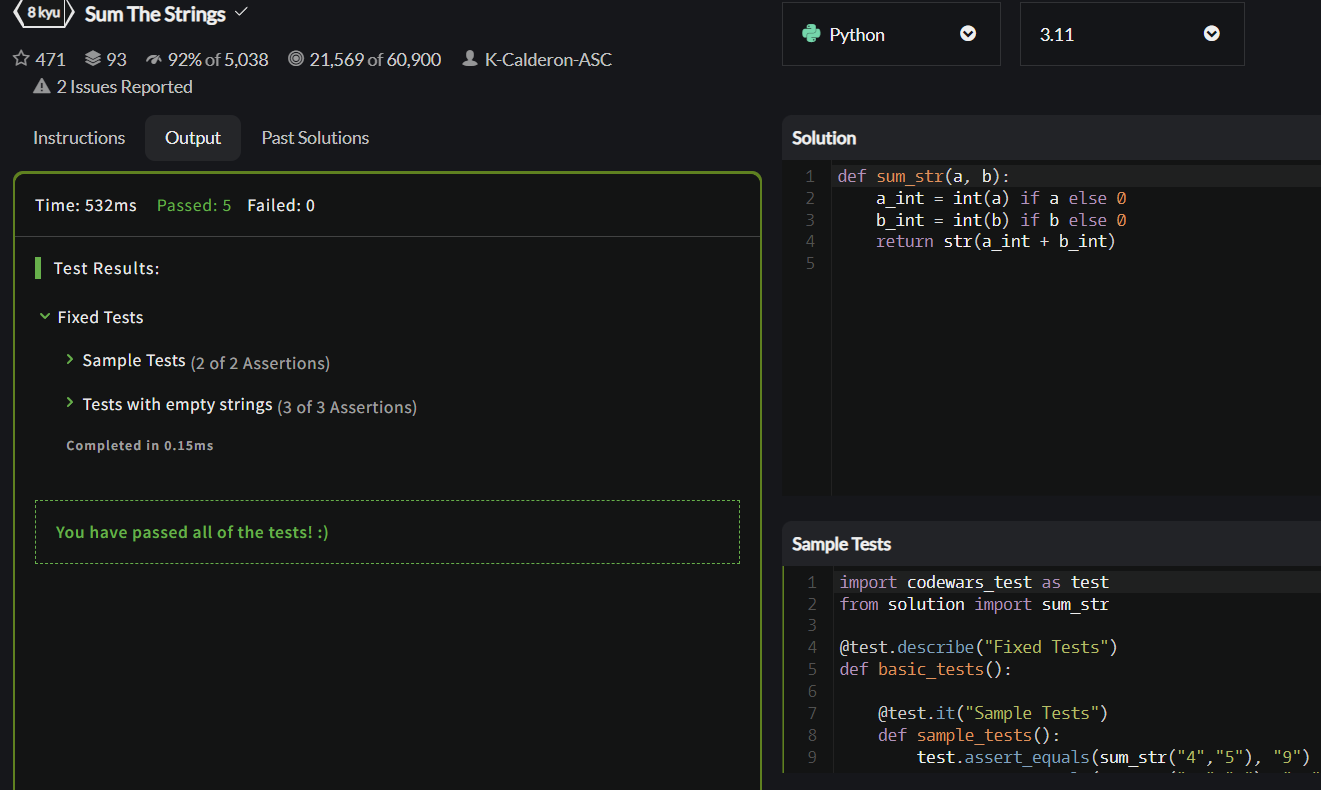 8 kyu Sum The Strings
471 93 92% of 5,038 21,569 of 60,900 K-Calderon-ASC
2 Issues Reported
Instructions Output Past Solutions
Time: 532ms Passed: 5 Failed: 0
Test Results:
Fixed Tests
Sample Tests (2 of 2 Assertions)
Tests with empty strings (3 of 3 Assertions)
Completed in 0.15ms
You have passed all of the tests! :)
Python 3.11
Solution
1 def sum_str(a, b):
2     a_int = int(a) if a else 0
3     b_int = int(b) if b else 0
4     return str(a_int + b_int)
5
Sample Tests
1 import codewars_test as test
2 from solution import sum_str
3
4 @test.describe("Fixed Tests")
5 def basic_tests():
6
7     @test.it("Sample Tests")
8     def sample_tests():
9         test.assert_equals(sum_str("4","5"), "9")